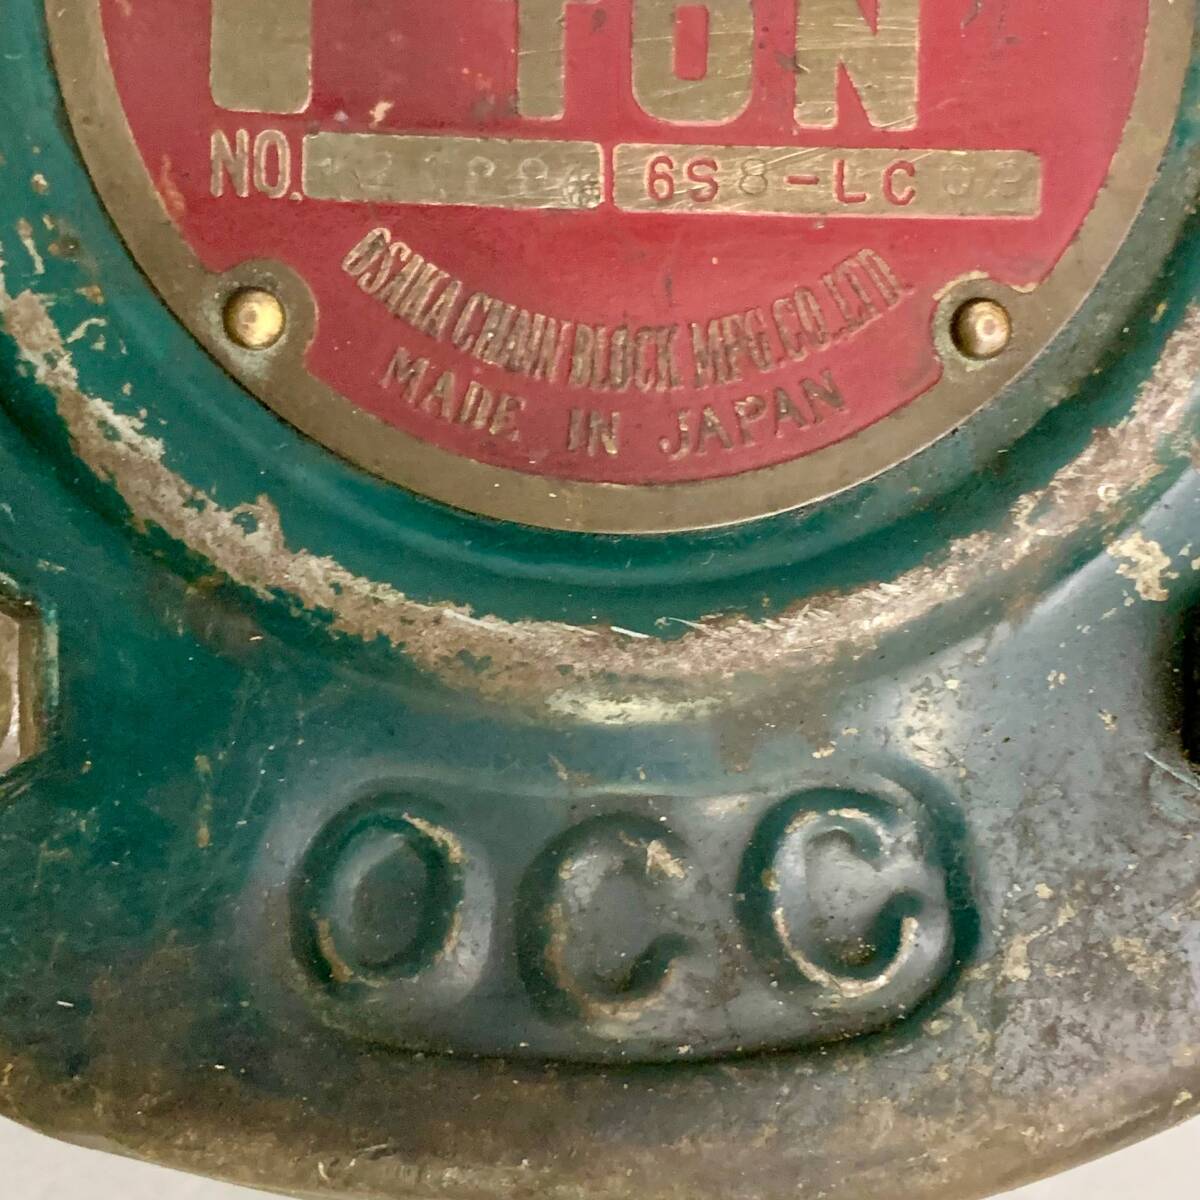 TON
NO. 6S8-LC
OSAKA CHAIN BLOCK MFG CO., LTD.
MADE IN JAPAN
OCC